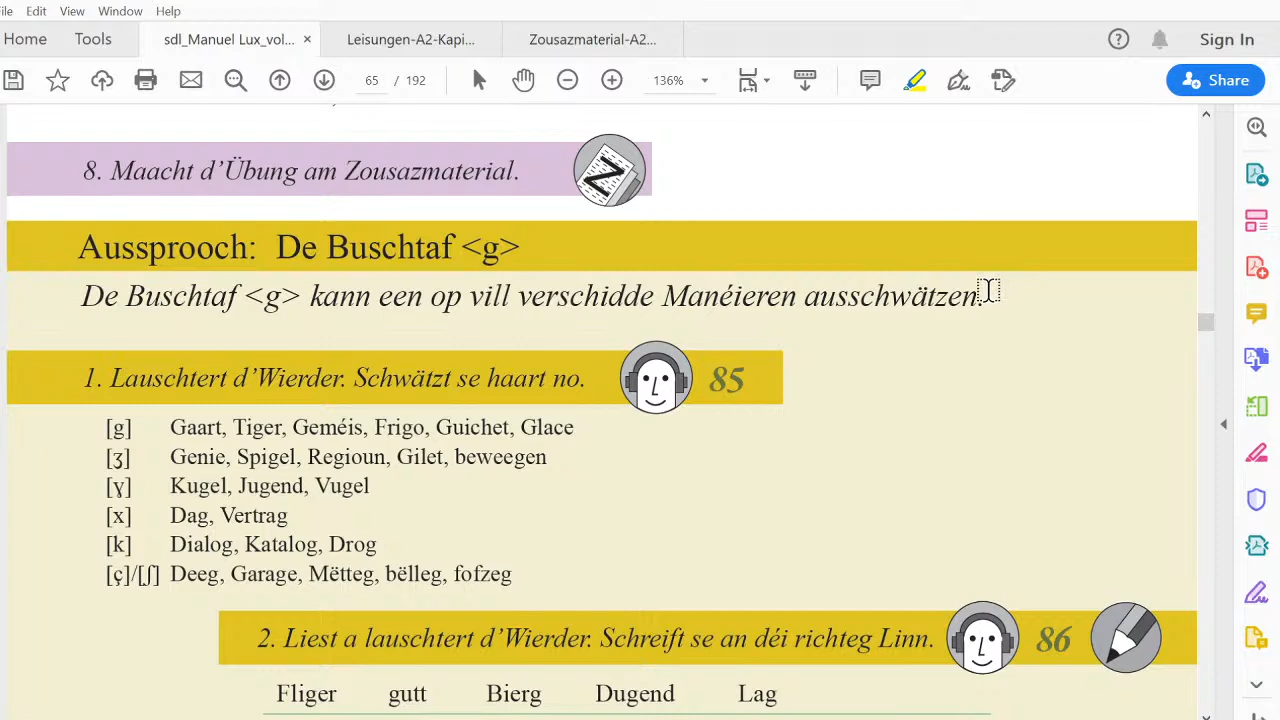 File Edit View Window Help
Home Tools sdl_Manuel Lux_vol... × Leisungen-A2-Kapi... Zousazmaterial-A2... ? Sign In
65 / 192 136% Share
8. Maacht d’Übung am Zousazmaterial. Z
Aussprooch: De Buschtaf <g>
De Buschtaf <g> kann een op vill verschidde Manéieren ausschwätzen.
1. Lauschtert d’Wierder. Schwätzt se haart no. 85
[g] Gaart, Tiger, Geméis, Frigo, Guichet, Glace
[ʒ] Genie, Spigel, Regioun, Gilet, beweegen
[ɣ] Kugel, Jugend, Vugel
[x] Dag, Vertrag
[k] Dialog, Katalog, Drog
[ç]/[ʃ] Deeg, Garage, Mëtteg, bëlleg, fofzeg
2. Liest a lauschtert d’Wierder. Schreift se an déi richteg Linn. 86
Fliger gutt Bierg Dugend Lag